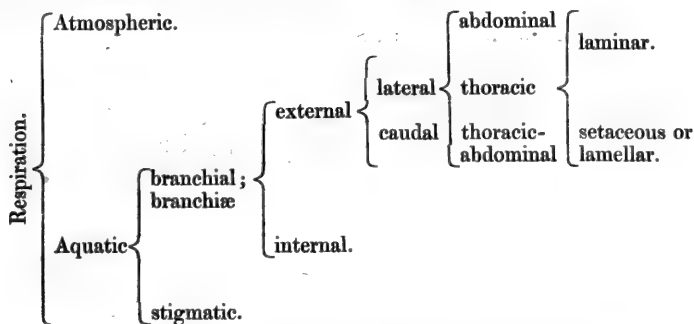 Respiration.
Atmospheric.
Aquatic
branchial;
branchiæ
stigmatic.
external
internal.
lateral
caudal
abdominal
thoracic
thoracic-
abdominal
laminar.
setaceous or
lamellar.